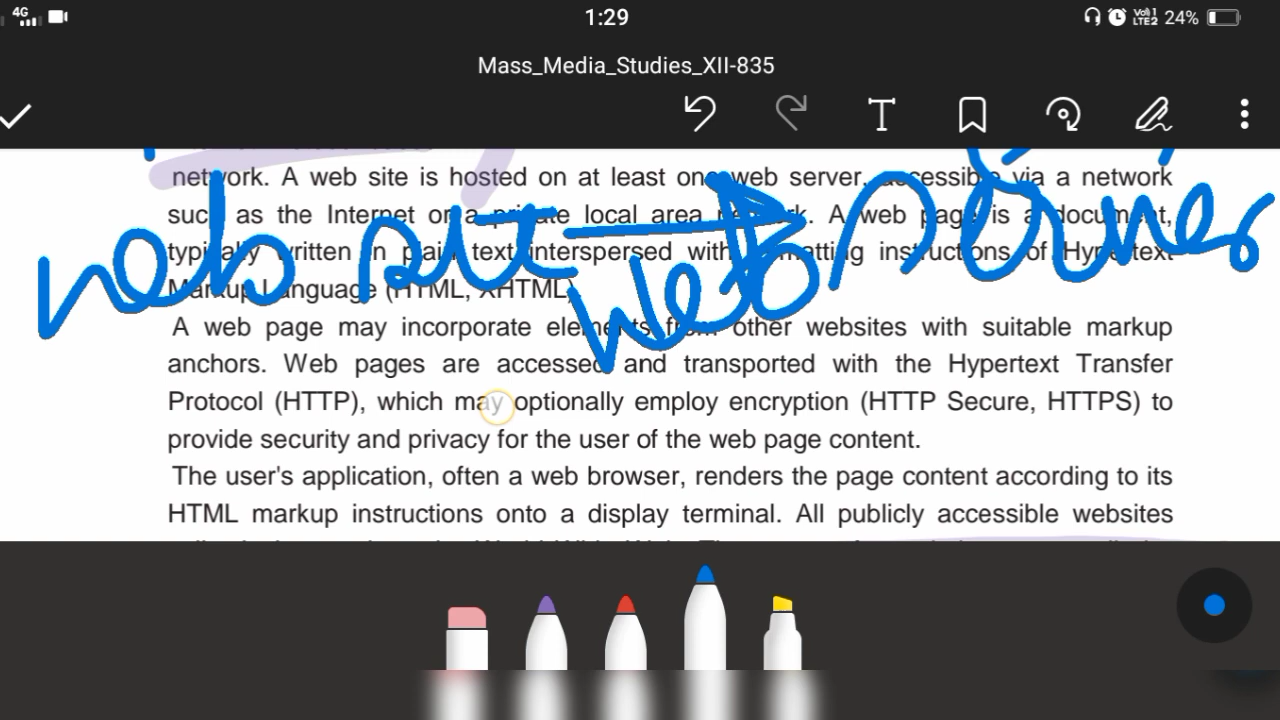 4G 1:29 Vol) 1 LTE2 24%
Mass_Media_Studies_XII-835
T
network. A web site is hosted on at least one web server, accessible via a network
such as the Internet or a private local area network. A web page is a document,
typically written in plain text interspersed with formatting instructions of Hypertext
Markup Language (HTML, XHTML).
web site → web server
A web page may incorporate elements from other websites with suitable markup
anchors. Web pages are accessed and transported with the Hypertext Transfer
Protocol (HTTP), which may optionally employ encryption (HTTP Secure, HTTPS) to
provide security and privacy for the user of the web page content.
The user's application, often a web browser, renders the page content according to its
HTML markup instructions onto a display terminal. All publicly accessible websites